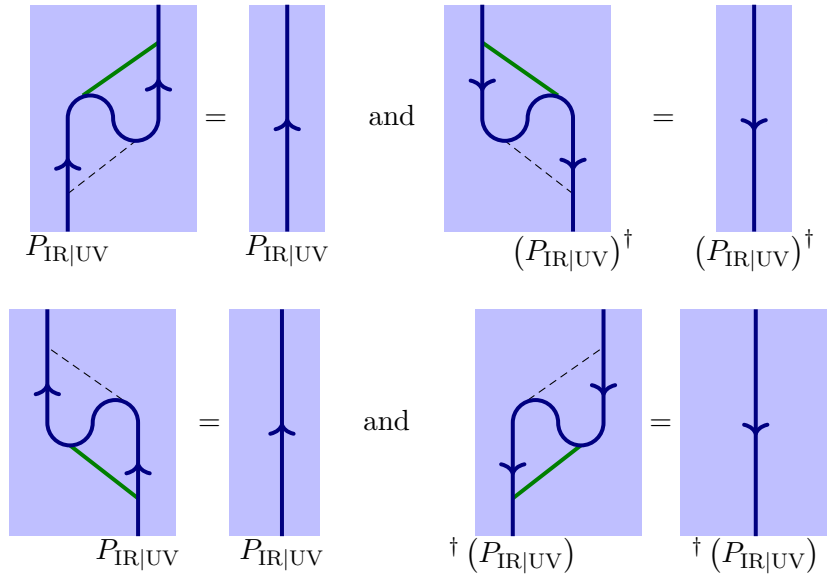 = and =
P_{IR|UV} P_{IR|UV} (P_{IR|UV})^† (P_{IR|UV})^†
= and =
P_{IR|UV} P_{IR|UV} ^†(P_{IR|UV}) ^†(P_{IR|UV})